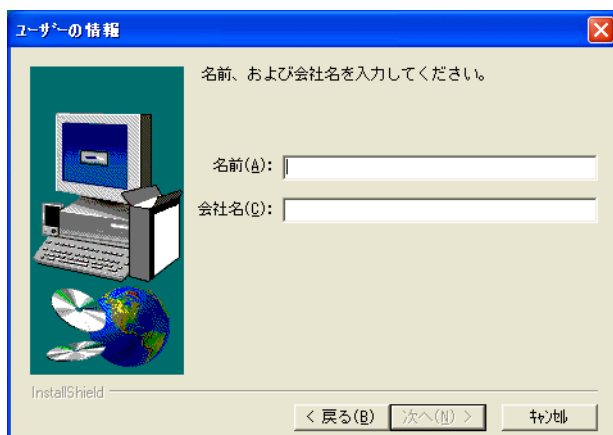 ﾕｰｻﾞｰの情報
名前、および会社名を入力してください。
名前(A):
会社名(C):
InstallShield
< 戻る(B)
次へ(N) >
ｷｬﾝｾﾙ